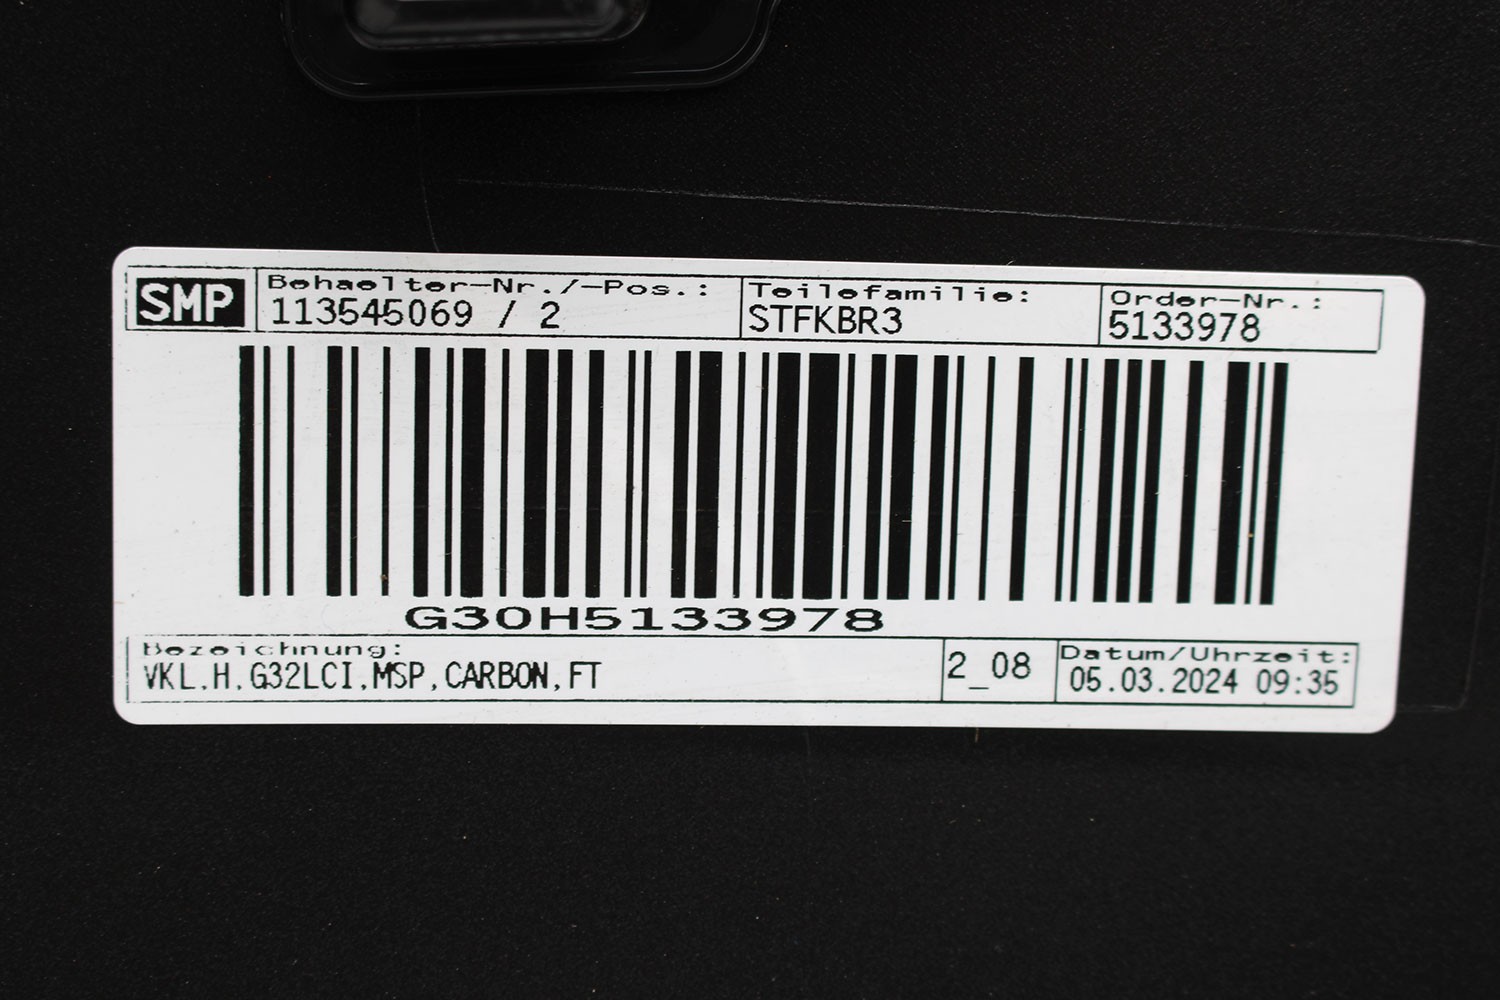 SMP
Behaelter-Nr./-Pos.: Teilefamilie: Order-Nr.:
113545069 / 2 STFKBR3 5133978
G30H5133978
Bezeichnung: 2_08 Datum/Uhrzeit:
VKL,H,G32LCI,MSP,CARBON,FT 05.03.2024 09:35